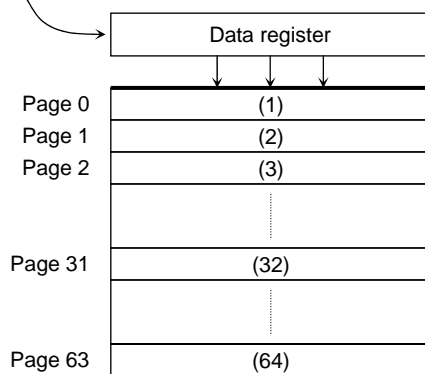 Data register
Page 0 (1)
Page 1 (2)
Page 2 (3)
Page 31 (32)
Page 63 (64)